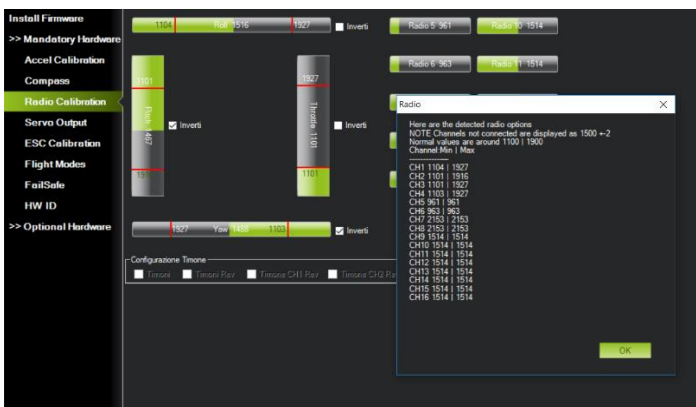 Install Firmware
>> Mandatory Hardware
Accel Calibration
Compass
Radio Calibration
Servo Output
ESC Calibration
Flight Modes
FailSafe
HW ID
>> Optional Hardware
1104 Roll 1516 1927
Inverti
Radio 5 961
Radio 10 1514
Radio 6 963
Radio 11 1514
1101
Pitch 1467
Inverti
1927
Throttle 1101
1101
Inverti
1927 Yaw 1488 1103
Inverti
Configurazione Timone
Timoni
Timoni Rev
Timone CH1 Rev
Timone CH2 Re
Radio
Here are the detected radio options
NOTE Channels not connected are displayed as 1500 +-2
Normal values are around 1100 | 1900
Channel:Min | Max
---------------
CH1 1104 | 1927
CH2 1101 | 1916
CH3 1101 | 1927
CH4 1103 | 1927
CH5 961 | 961
CH6 963 | 963
CH7 2153 | 2153
CH8 2153 | 2153
CH9 1514 | 1514
CH10 1514 | 1514
CH11 1514 | 1514
CH12 1514 | 1514
CH13 1514 | 1514
CH14 1514 | 1514
CH15 1514 | 1514
CH16 1514 | 1514
OK